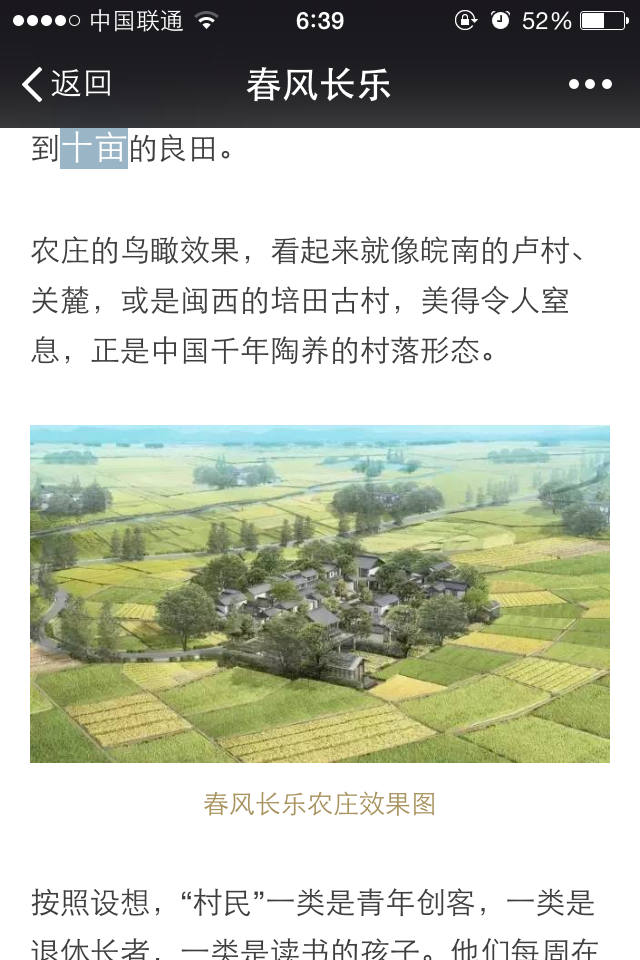 中国联通 6:39 52%
返回 春风长乐
到十亩的良田。
农庄的鸟瞰效果，看起来就像皖南的卢村、
关麓，或是闽西的培田古村，美得令人窒
息，正是中国千年陶养的村落形态。
春风长乐农庄效果图
按照设想，“村民”一类是青年创客，一类是
退休长者，一类是读书的孩子。他们每周在